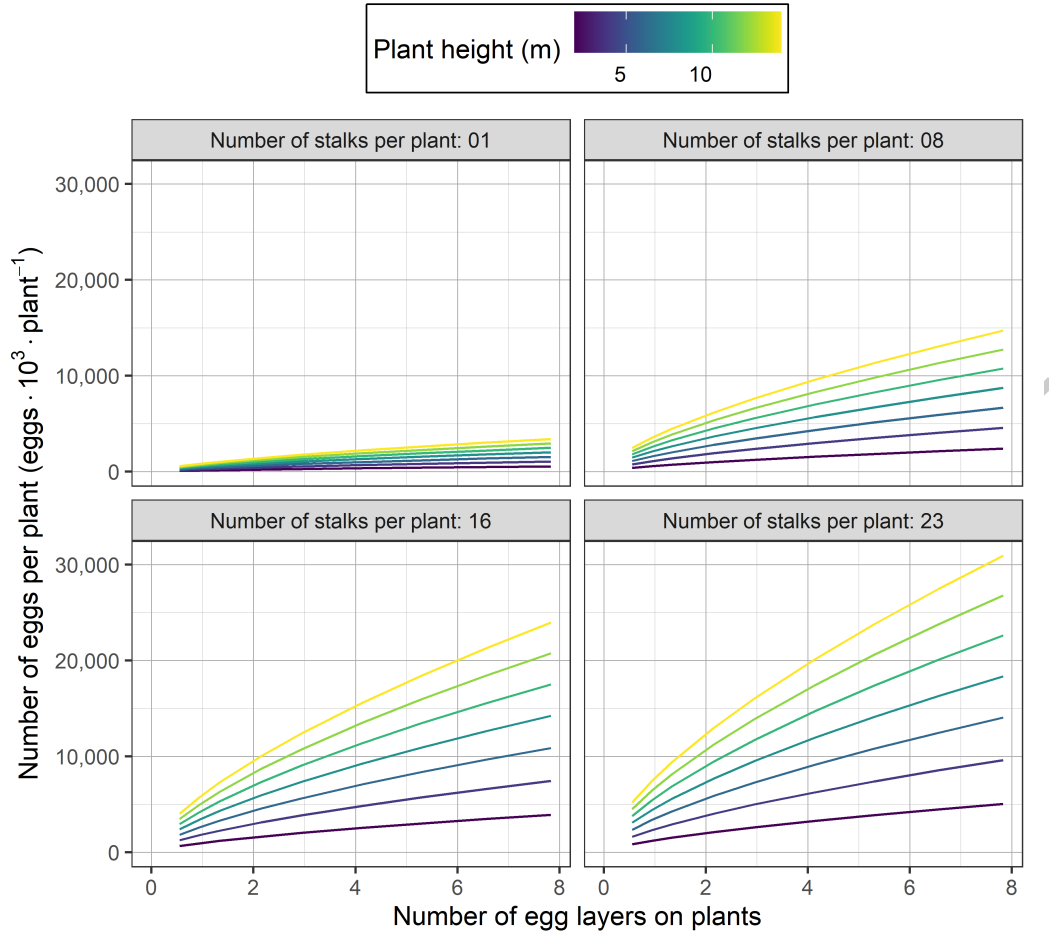 Plant height (m)
5 10
Number of stalks per plant: 01
Number of stalks per plant: 08
30,000
20,000
10,000
0
Number of stalks per plant: 16
Number of stalks per plant: 23
30,000
20,000
10,000
0
0 2 4 6 8
0 2 4 6 8
Number of egg layers on plants
Number of eggs per plant (eggs · 10³ · plant⁻¹)